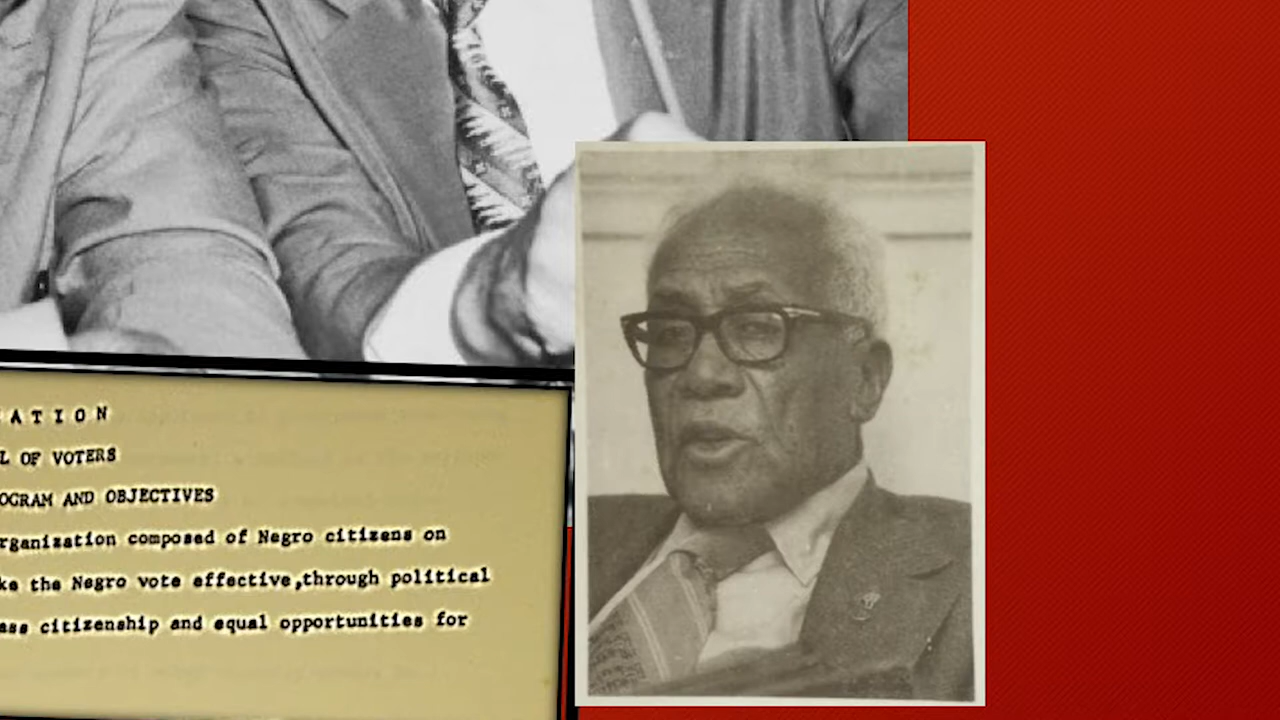 ATION
L OF VOTERS
OGRAM AND OBJECTIVES
rganization composed of Negro citizens on
ke the Negro vote effective,through political
ass citizenship and equal opportunities for